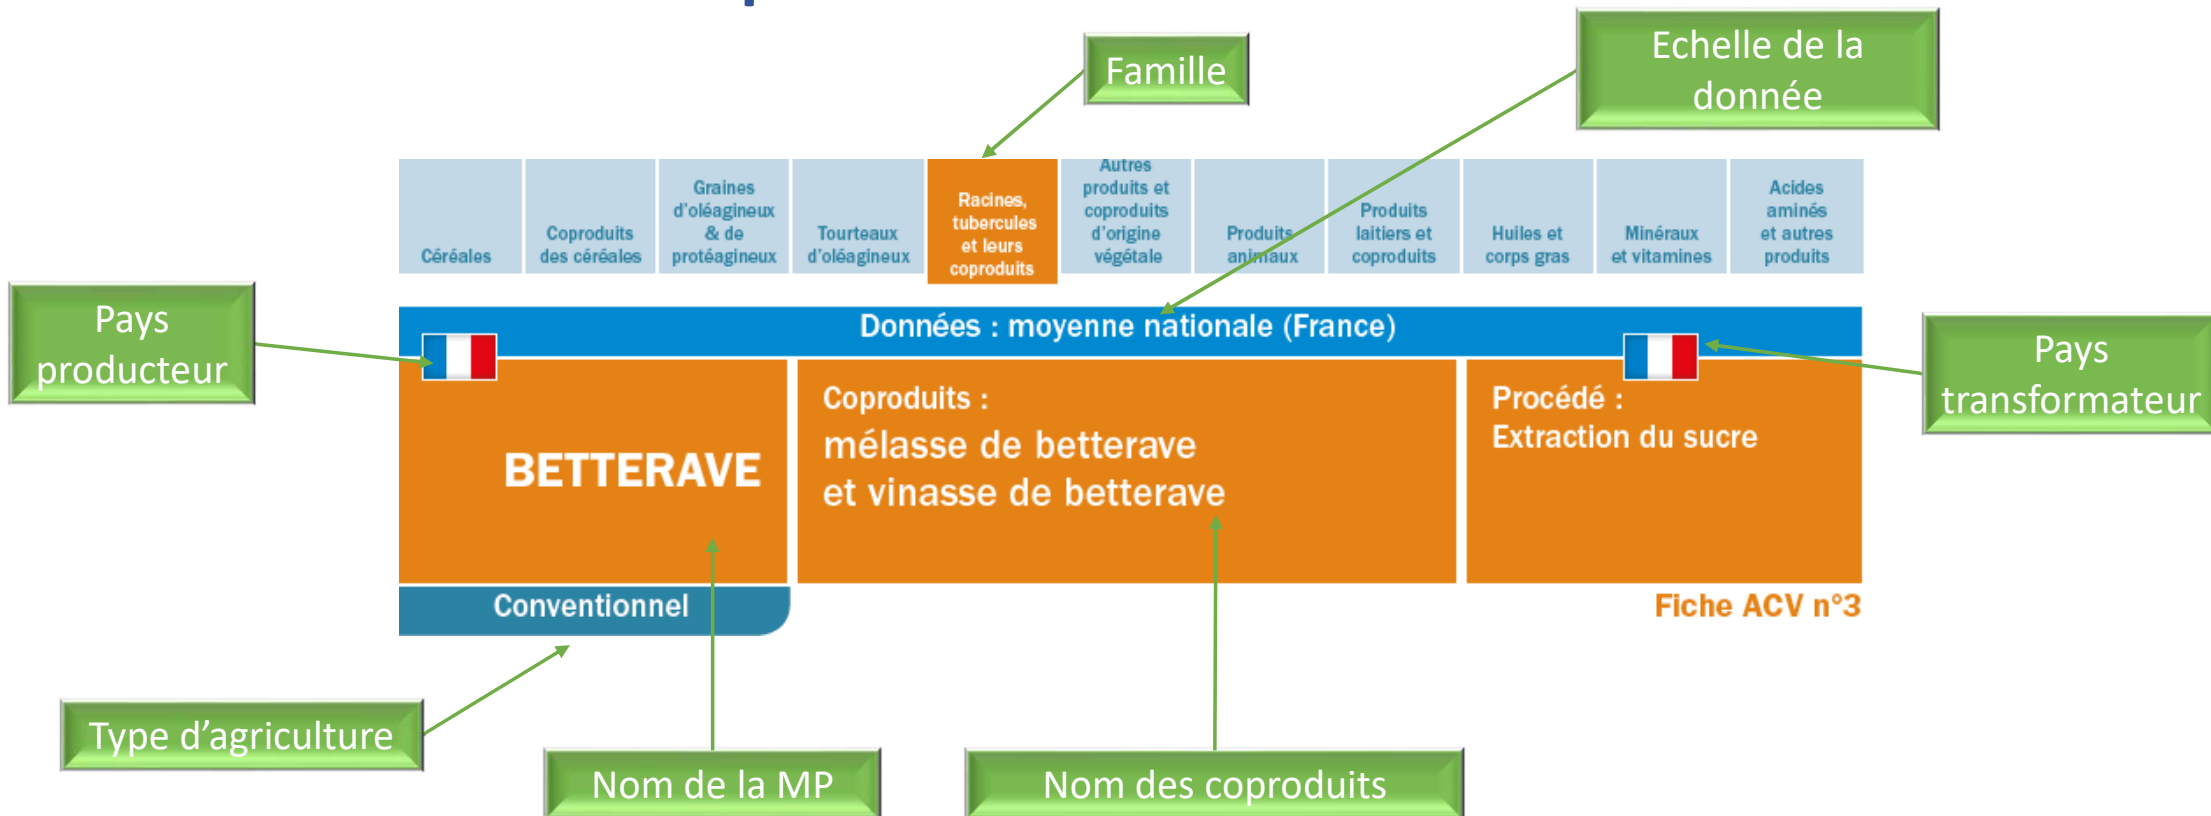 Famille
Echelle de la
donnée
Céréales
Coproduits
des céréales
Graines
d'oléagineux
& de
protéagineux
Tourteaux
d'oléagineux
Racines,
tubercules
et leurs
coproduits
Autres
produits et
coproduits
d'origine
végétale
Produits
animaux
Produits
laitiers et
coproduits
Huiles et
corps gras
Minéraux
et vitamines
Acides
aminés
et autres
produits
Pays
producteur
Données : moyenne nationale (France)
Pays
transformateur
BETTERAVE
Coproduits :
mélasse de betterave
et vinasse de betterave
Procédé :
Extraction du sucre
Conventionnel
Fiche ACV n°3
Type d’agriculture
Nom de la MP
Nom des coproduits